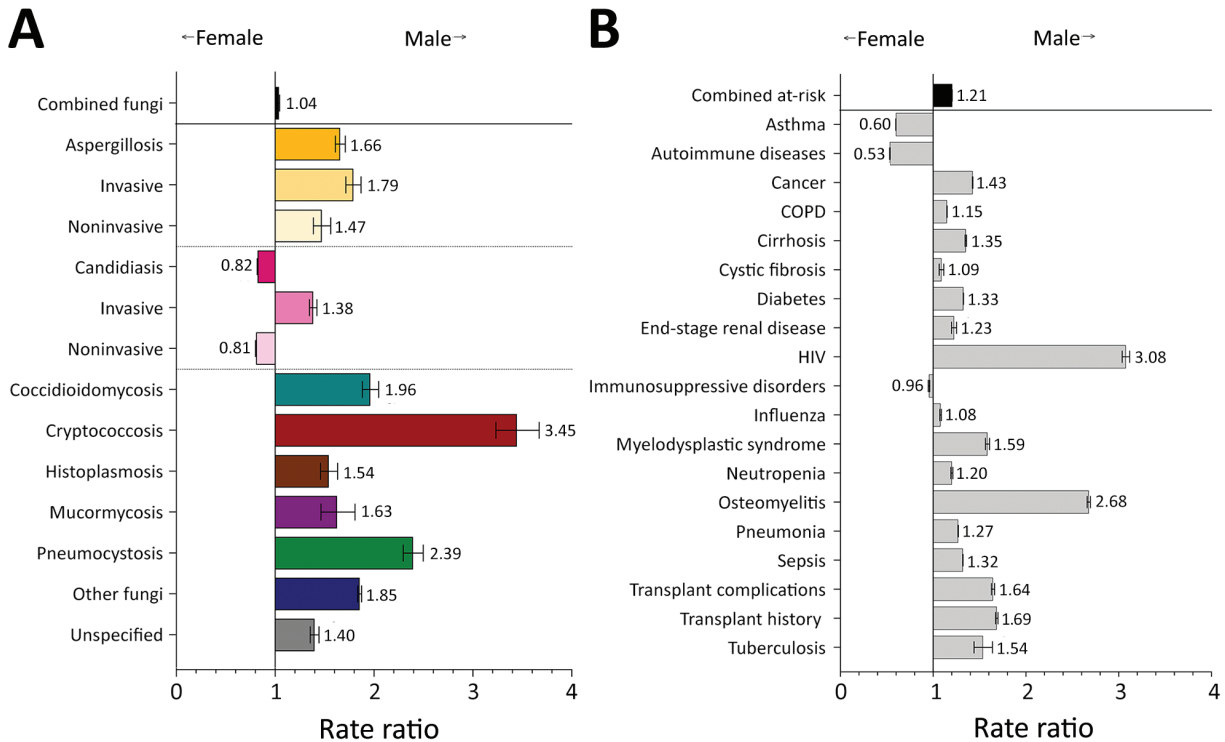 A
←Female Male→
Combined fungi 1.04
Aspergillosis 1.66
Invasive 1.79
Noninvasive 1.47
Candidiasis 0.82
Invasive 1.38
Noninvasive 0.81
Coccidioidomycosis 1.96
Cryptococcosis 3.45
Histoplasmosis 1.54
Mucormycosis 1.63
Pneumocystosis 2.39
Other fungi 1.85
Unspecified 1.40
0 1 2 3 4
Rate ratio
B
←Female Male→
Combined at-risk 1.21
Asthma 0.60
Autoimmune diseases 0.53
Cancer 1.43
COPD 1.15
Cirrhosis 1.35
Cystic fibrosis 1.09
Diabetes 1.33
End-stage renal disease 1.23
HIV 3.08
Immunosuppressive disorders 0.96
Influenza 1.08
Myelodysplastic syndrome 1.59
Neutropenia 1.20
Osteomyelitis 2.68
Pneumonia 1.27
Sepsis 1.32
Transplant complications 1.64
Transplant history 1.69
Tuberculosis 1.54
0 1 2 3 4
Rate ratio